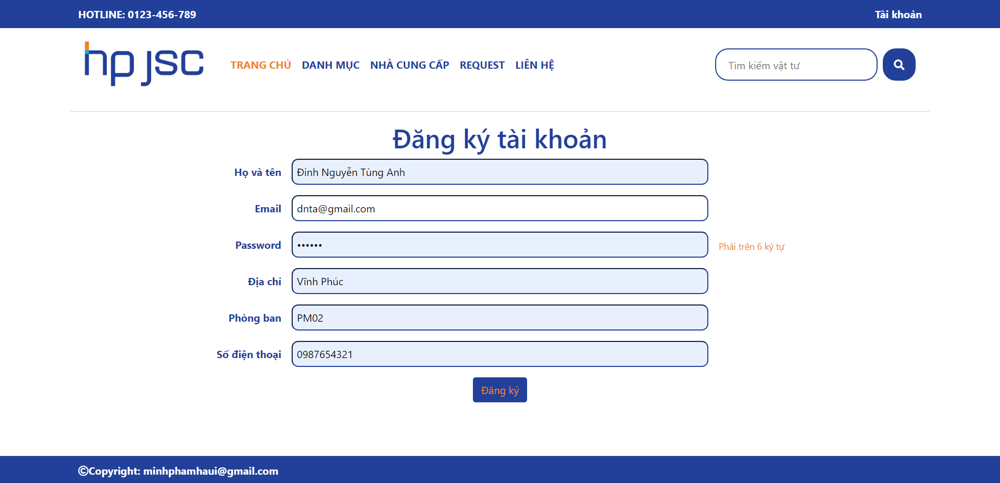 HOTLINE: 0123-456-789
Tài khoản
hp jsc
TRANG CHỦ
DANH MỤC
NHÀ CUNG CẤP
REQUEST
LIÊN HỆ
Tìm kiếm vật tư
Đăng ký tài khoản
Họ và tên
Đinh Nguyễn Tùng Anh
Email
dnta@gmail.com
Password
••••••
Phải trên 6 ký tự
Địa chỉ
Vĩnh Phúc
Phòng ban
PM02
Số điện thoại
0987654321
Đăng ký
©Copyright: minhphamhaui@gmail.com